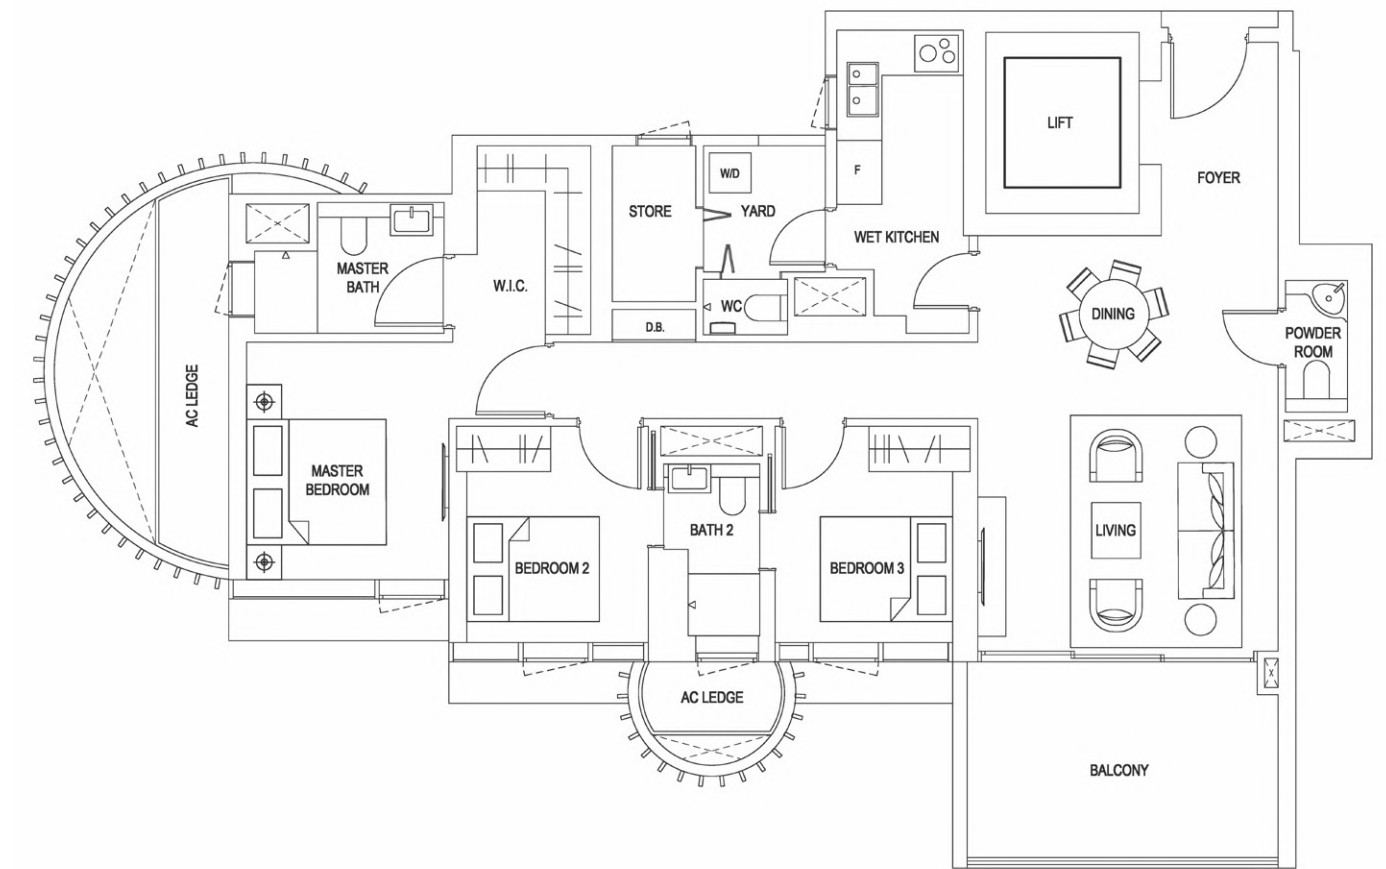 LIFT
FOYER
F
W/D
STORE
YARD
WET KITCHEN
MASTER
BATH
W.I.C.
WC
D.B.
DINING
POWDER
ROOM
AC LEDGE
MASTER
BEDROOM
BATH 2
LIVING
BEDROOM 2
BEDROOM 3
X
AC LEDGE
BALCONY